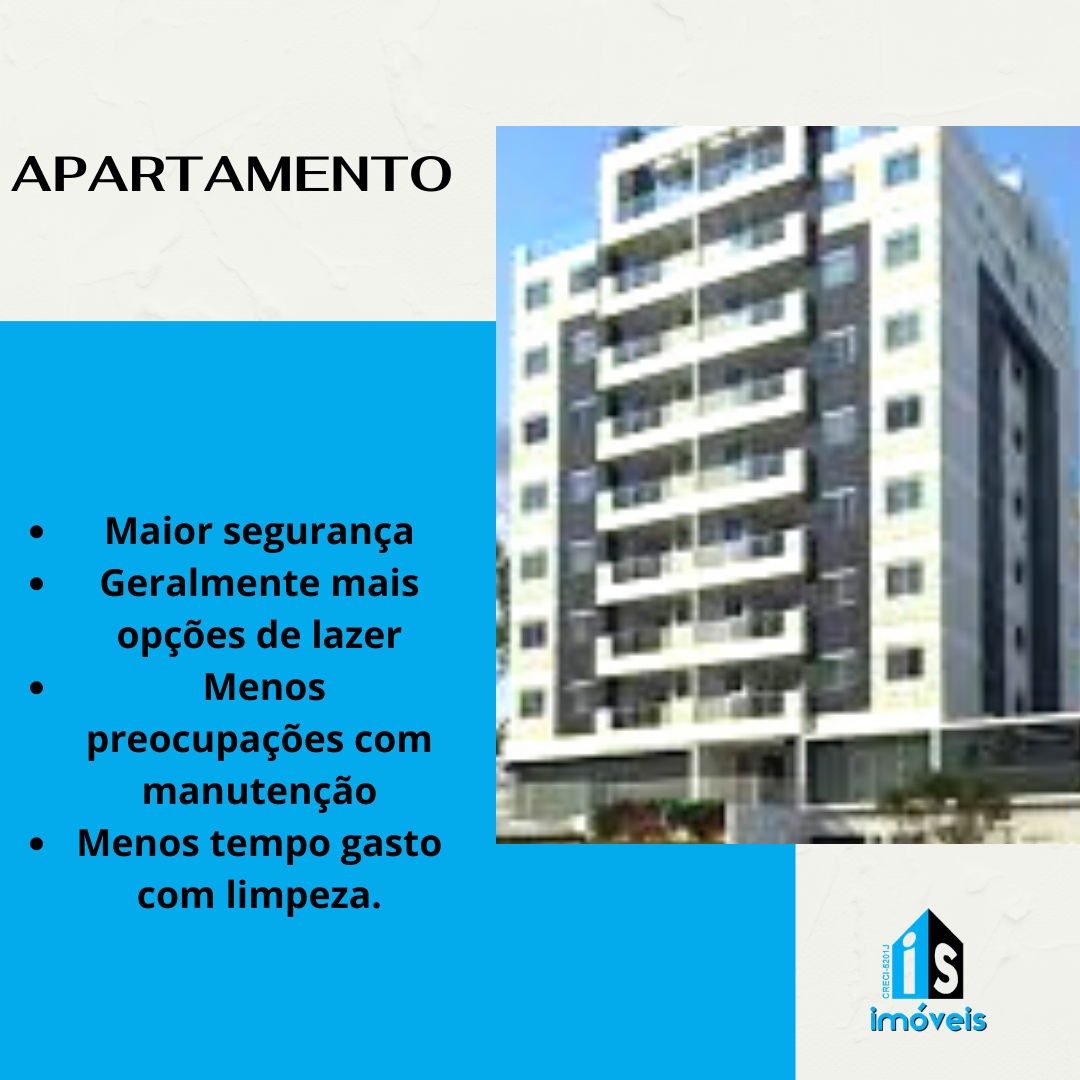 APARTAMENTO
• Maior segurança
• Geralmente mais
opções de lazer
• Menos
preocupações com
manutenção
• Menos tempo gasto
com limpeza.
CRECI-5201J
is
imóveis